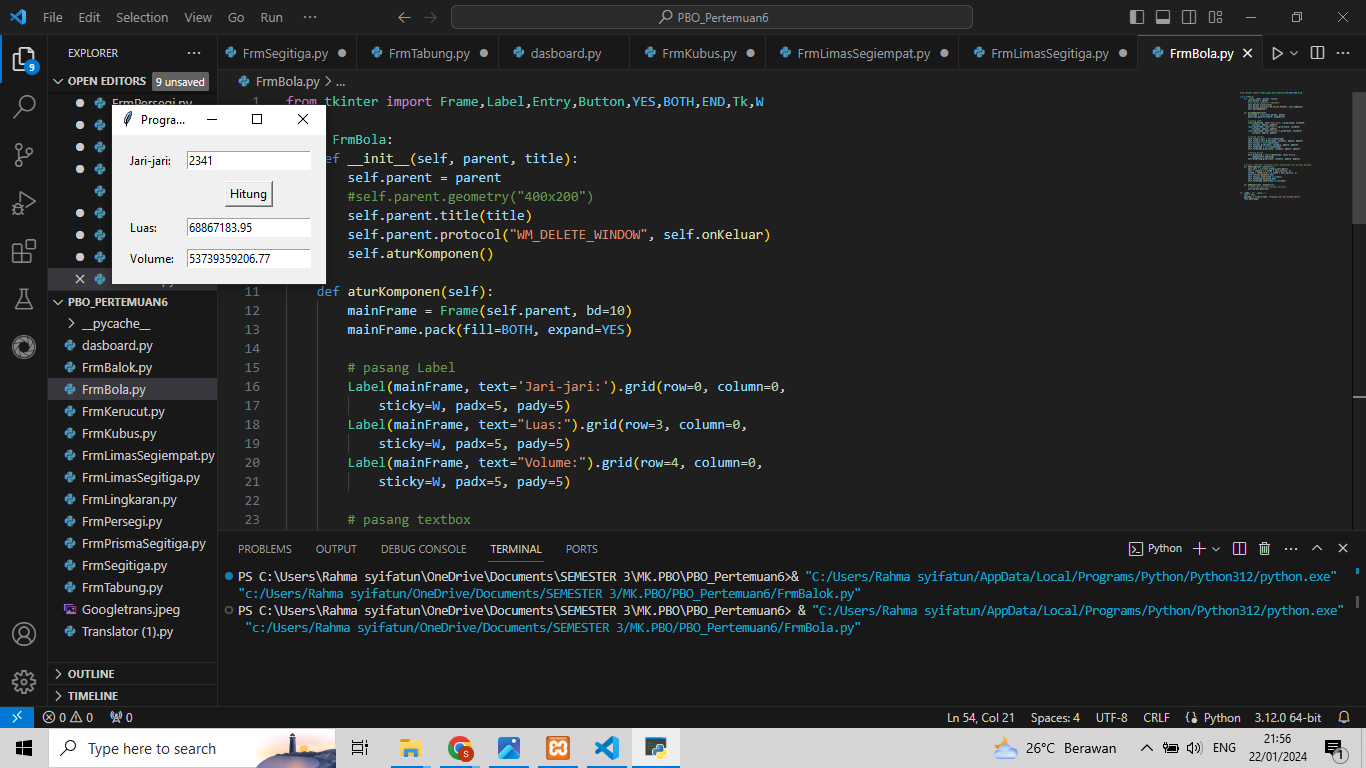 File Edit Selection View Go Run ··· PBO_Pertemuan6
EXPLORER ···
FrmSegitiga.py FrmTabung.py dasboard.py FrmKubus.py FrmLimasSegiempat.py FrmLimasSegitiga.py FrmBola.py
OPEN EDITORS 9 unsaved
FrmBola.py > ...
FrmPersegi.py
Progra...
Jari-jari: 2341
Hitung
Luas: 68867183.95
Volume: 53739359206.77
1 from tkinter import Frame,Label,Entry,Button,YES,BOTH,END,Tk,W
FrmBola:
def __init__(self, parent, title):
self.parent = parent
#self.parent.geometry("400x200")
self.parent.title(title)
self.parent.protocol("WM_DELETE_WINDOW", self.onKeluar)
self.aturKomponen()
11 def aturKomponen(self):
12 mainFrame = Frame(self.parent, bd=10)
13 mainFrame.pack(fill=BOTH, expand=YES)
14
15 # pasang Label
16 Label(mainFrame, text='Jari-jari:').grid(row=0, column=0,
17 sticky=W, padx=5, pady=5)
18 Label(mainFrame, text="Luas:").grid(row=3, column=0,
19 sticky=W, padx=5, pady=5)
20 Label(mainFrame, text="Volume:").grid(row=4, column=0,
21 sticky=W, padx=5, pady=5)
22
23 # pasang textbox
PBO_PERTEMUAN6
__pycache__
dasboard.py
FrmBalok.py
FrmBola.py
FrmKerucut.py
FrmKubus.py
FrmLimasSegiempat.py
FrmLimasSegitiga.py
FrmLingkaran.py
FrmPersegi.py
FrmPrismaSegitiga.py
FrmSegitiga.py
FrmTabung.py
Googletrans.jpeg
Translator (1).py
OUTLINE
TIMELINE
PROBLEMS OUTPUT DEBUG CONSOLE TERMINAL PORTS Python
PS C:\Users\Rahma syifatun\OneDrive\Documents\SEMESTER 3\MK.PBO\PBO_Pertemuan6>& "C:/Users/Rahma syifatun/AppData/Local/Programs/Python/Python312/python.exe"
"c:/Users/Rahma syifatun/OneDrive/Documents/SEMESTER 3/MK.PBO/PBO_Pertemuan6/FrmBalok.py"
PS C:\Users\Rahma syifatun\OneDrive\Documents\SEMESTER 3\MK.PBO\PBO_Pertemuan6> & "C:/Users/Rahma syifatun/AppData/Local/Programs/Python/Python312/python.exe"
"c:/Users/Rahma syifatun/OneDrive/Documents/SEMESTER 3/MK.PBO/PBO_Pertemuan6/FrmBola.py"
0 0 0 Ln 54, Col 21 Spaces: 4 UTF-8 CRLF Python 3.12.0 64-bit
Type here to search 26°C Berawan ENG 21:56
22/01/2024 1